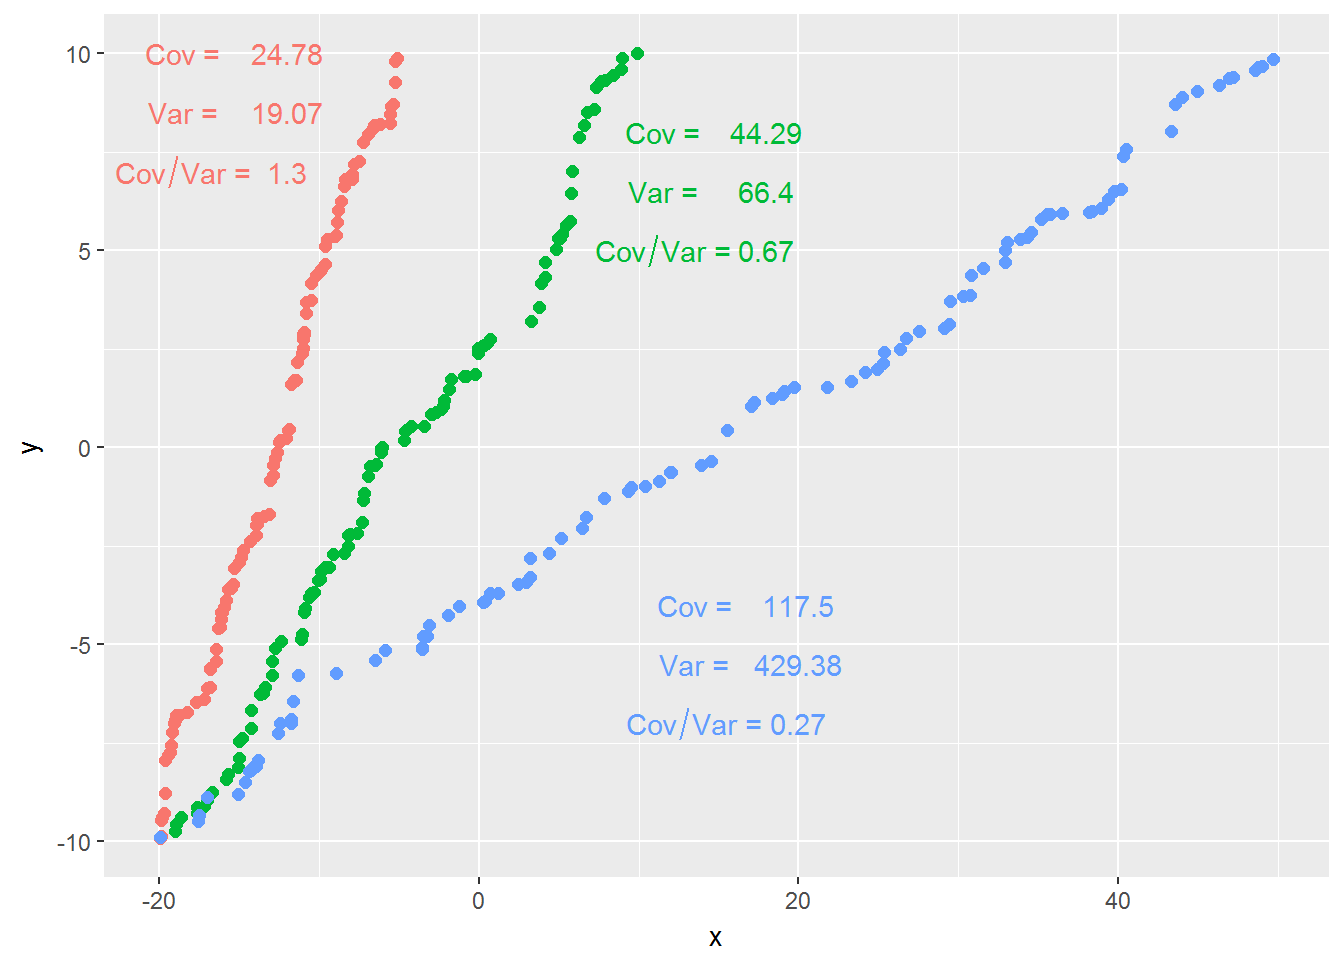 10
5
0
-5
-10
y
Cov = 24.78
Var = 19.07
Cov/Var = 1.3
Cov = 44.29
Var = 66.4
Cov/Var = 0.67
Cov = 117.5
Var = 429.38
Cov/Var = 0.27
-20 0 20 40
x